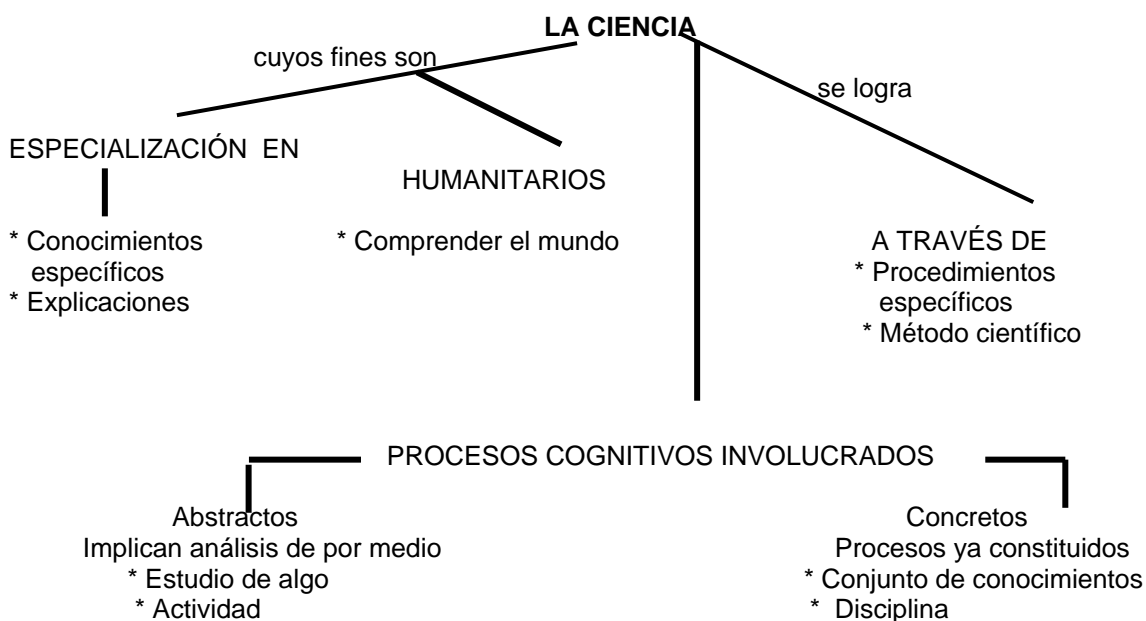 LA CIENCIA
cuyos fines son
se logra
ESPECIALIZACIÓN EN
HUMANITARIOS
* Conocimientos
específicos
* Explicaciones
* Comprender el mundo
A TRAVÉS DE
* Procedimientos
específicos
* Método científico
PROCESOS COGNITIVOS INVOLUCRADOS
Abstractos
Implican análisis de por medio
* Estudio de algo
* Actividad
Concretos
Procesos ya constituidos
* Conjunto de conocimientos
* Disciplina